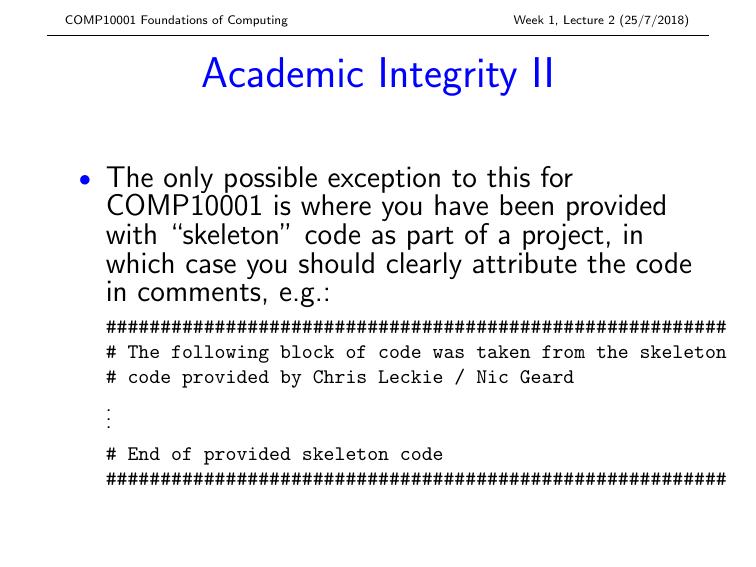 COMP10001 Foundations of Computing Week 1, Lecture 2 (25/7/2018)
Academic Integrity II
• The only possible exception to this for
COMP10001 is where you have been provided
with “skeleton” code as part of a project, in
which case you should clearly attribute the code
in comments, e.g.:
#########################################################
# The following block of code was taken from the skeleton
# code provided by Chris Leckie / Nic Geard
⋮
# End of provided skeleton code
#########################################################